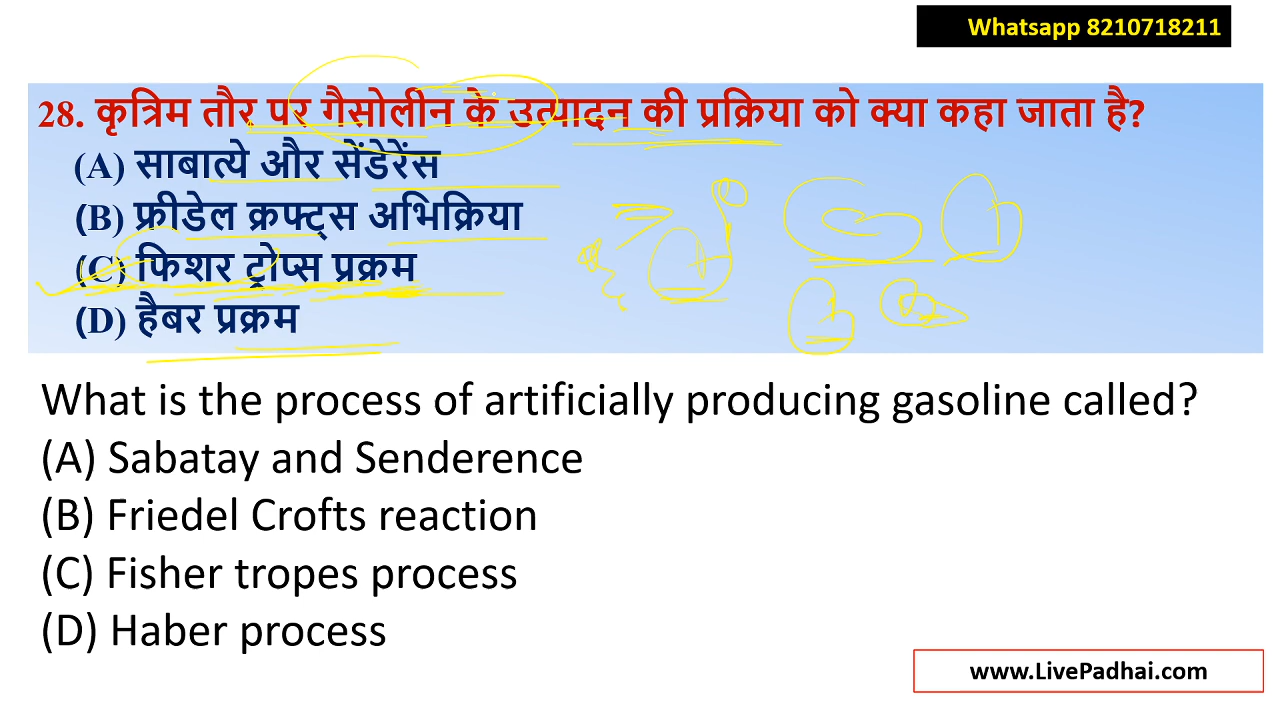 Whatsapp 8210718211
28. कृत्रिम तौर पर गैसोलीन के उत्पादन की प्रक्रिया को क्या कहा जाता है?
(A) साबात्ये और सेंडेरेंस
(B) फ्रीडेल क्रफ्ट्स अभिक्रिया
(C) फिशर ट्रोप्स प्रक्रम
(D) हैबर प्रक्रम
What is the process of artificially producing gasoline called?
(A) Sabatay and Senderence
(B) Friedel Crofts reaction
(C) Fisher tropes process
(D) Haber process
www.LivePadhai.com